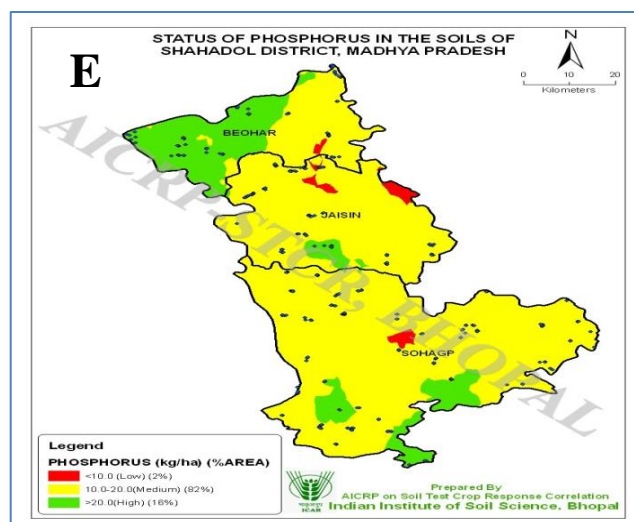 STATUS OF PHOSPHORUS IN THE SOILS OF
SHAHADOL DISTRICT, MADHYA PRADESH
E
N
0 10 20
Kilometers
BEOHAR
JAISIN
SOHAGP
AICRP-STCR, BHOPAL
Legend
PHOSPHORUS (kg/ha) (%AREA)
<10.0 (Low) (2%)
10.0-20.0(Medium) (82%)
>20.0(High) (16%)
ICAR
Prepared By
AICRP on Soil Test Crop Response Correlation
Indian Institute of Soil Science, Bhopal